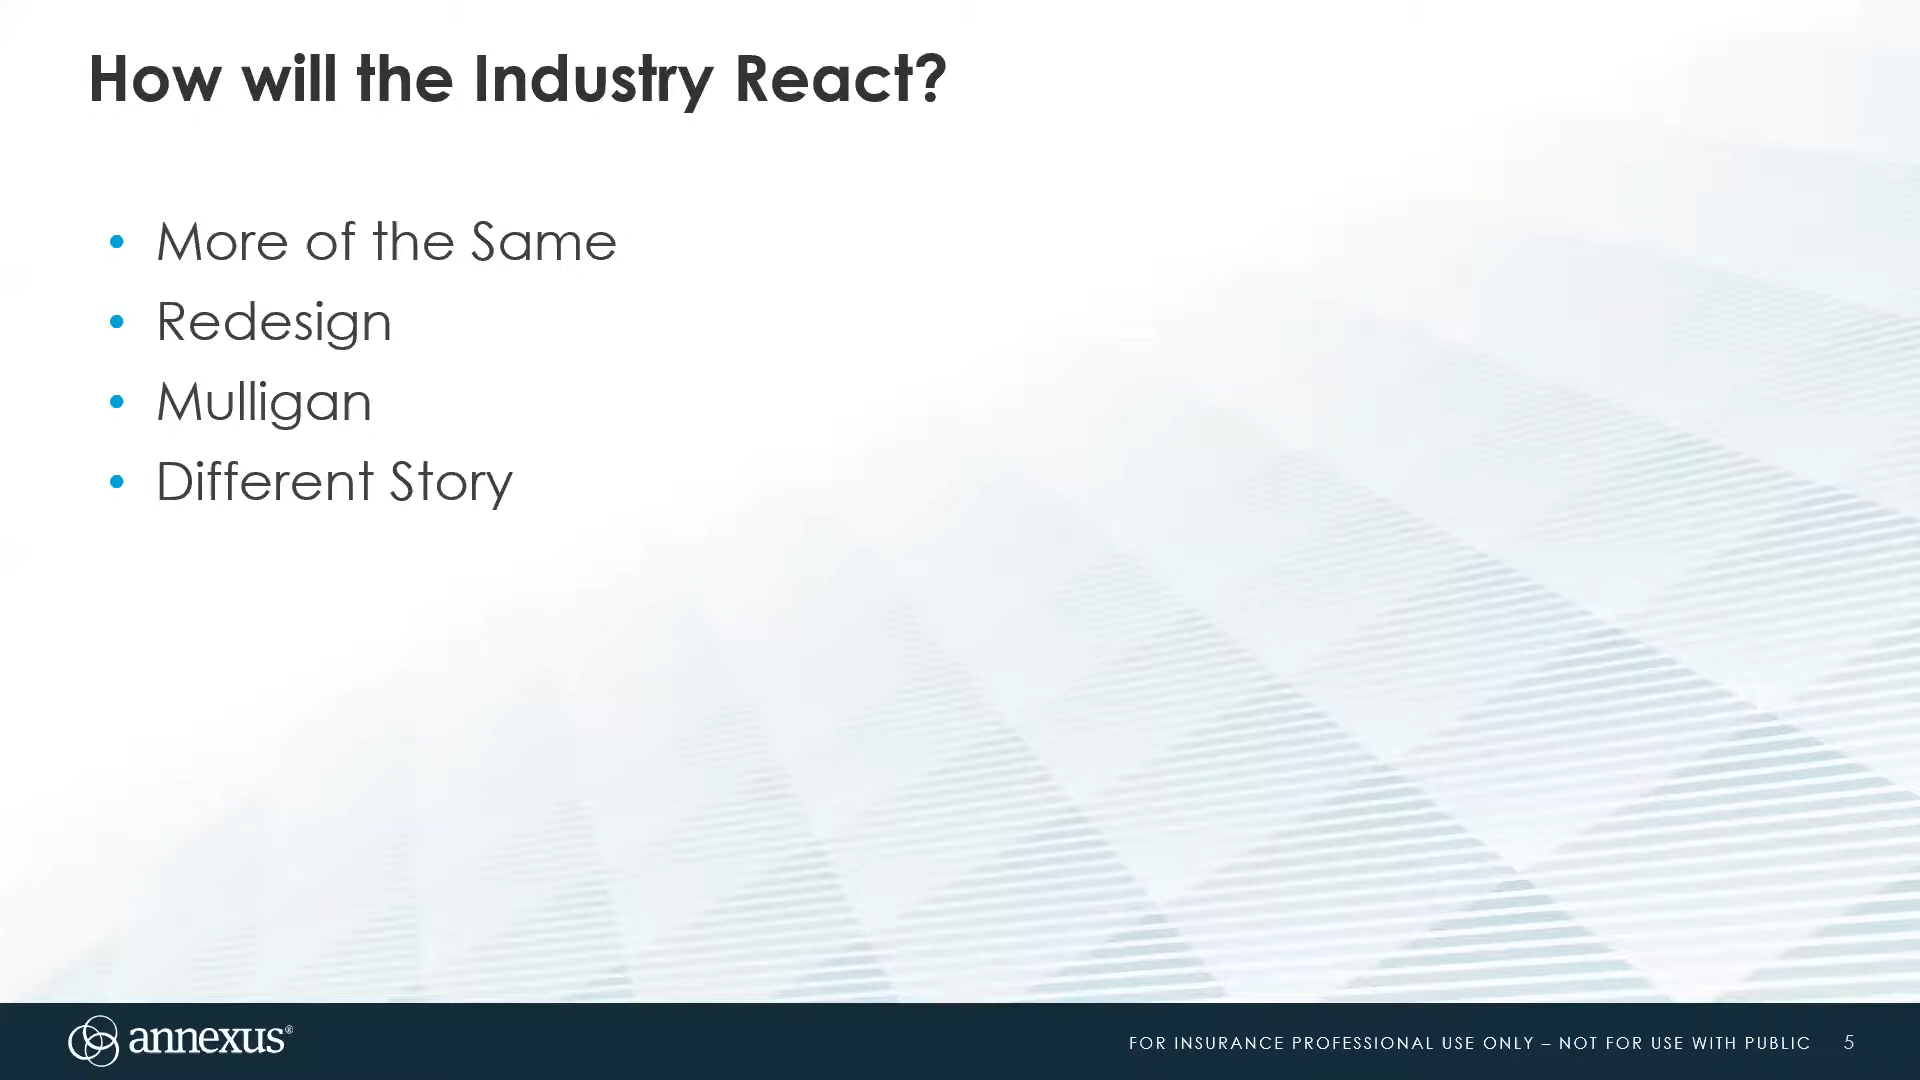 How will the Industry React?
• More of the Same
• Redesign
• Mulligan
• Different Story
annexus®
FOR INSURANCE PROFESSIONAL USE ONLY – NOT FOR USE WITH PUBLIC 5